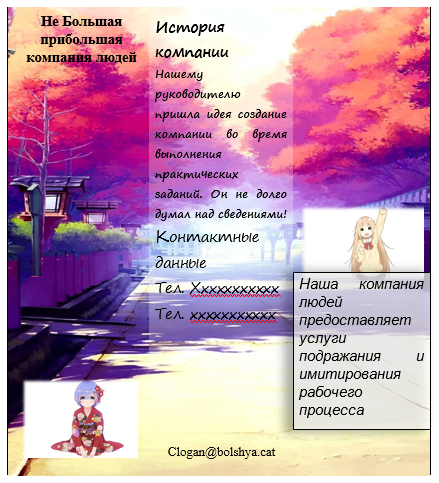 Не Большая
прибольшая
компания людей
История
компании
Нашему
руководителю
пришла идея создание
компании во время
выполнения
практических
заданий. Он не долго
думал над сведениями!
Контактные
данные
Тел. Xxxxxxxxxxx
Тел. xxxxxxxxxxx
Наша компания
людей
предоставляет
услуги
подражания и
имитирования
рабочего
процесса
Clogan@bolshya.cat